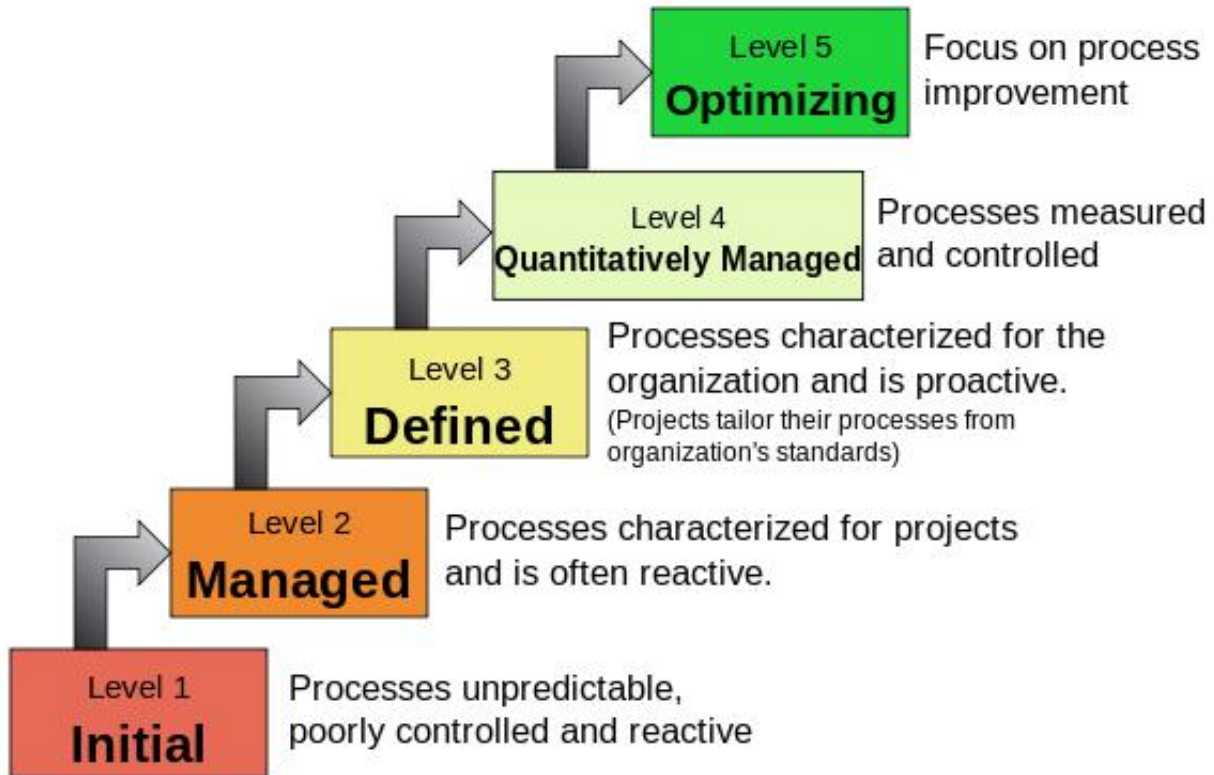 Level 5
Optimizing
Focus on process
improvement
Level 4
Quantitatively Managed
Processes measured
and controlled
Level 3
Defined
Processes characterized for the
organization and is proactive.
(Projects tailor their processes from
organization's standards)
Level 2
Managed
Processes characterized for projects
and is often reactive.
Level 1
Initial
Processes unpredictable,
poorly controlled and reactive